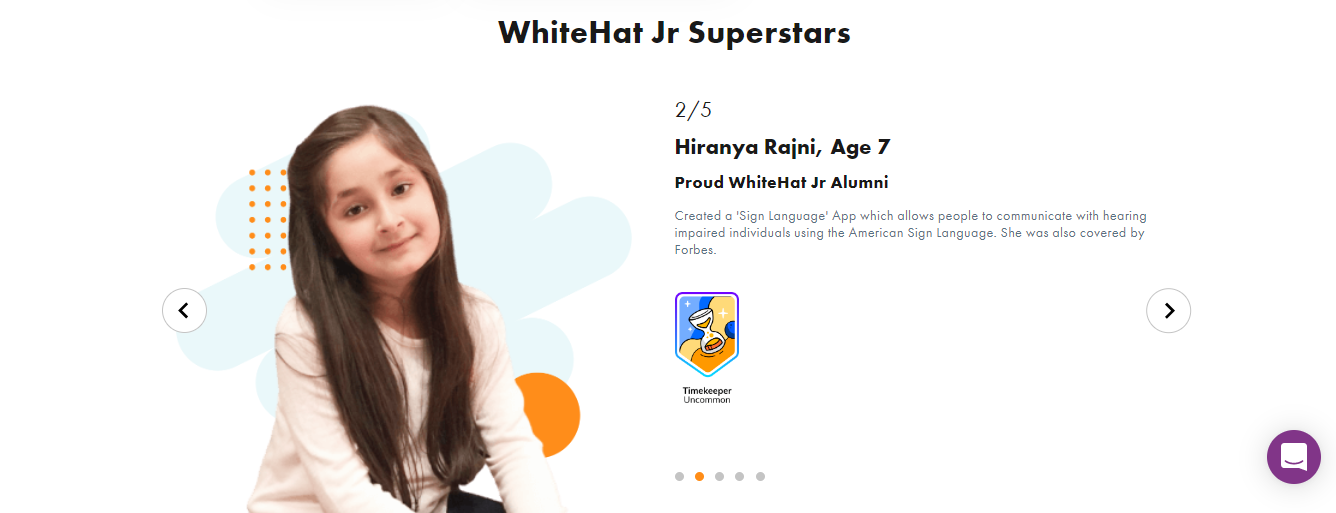 WhiteHat Jr Superstars
2/5
Hiranya Rajni, Age 7
Proud WhiteHat Jr Alumni
Created a 'Sign Language' App which allows people to communicate with hearing
impaired individuals using the American Sign Language. She was also covered by
Forbes.
Timekeeper
Uncommon